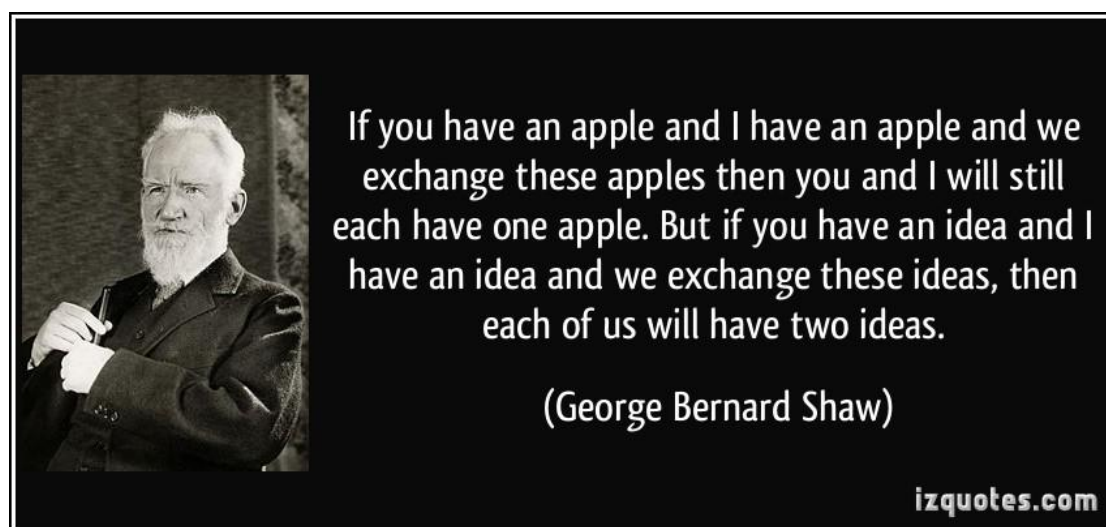 If you have an apple and I have an apple and we
exchange these apples then you and I will still
each have one apple. But if you have an idea and I
have an idea and we exchange these ideas, then
each of us will have two ideas.
(George Bernard Shaw)
izquotes.com